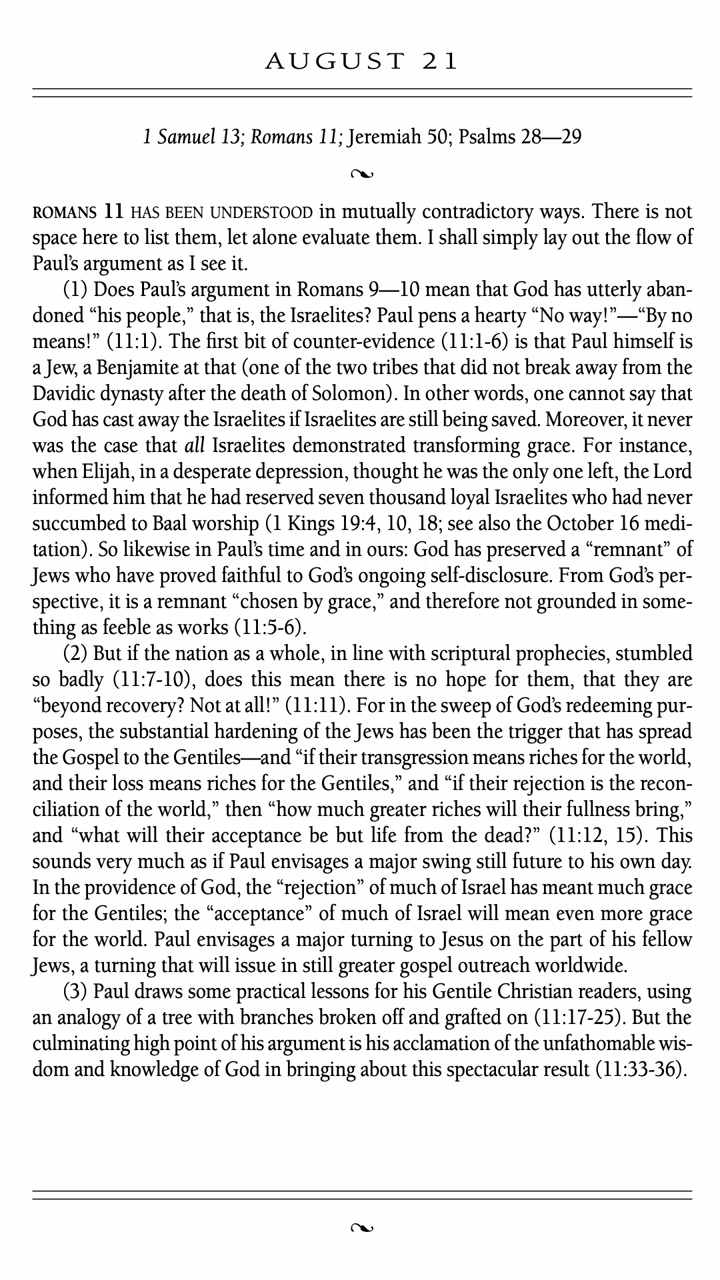 AUGUST 21
1 Samuel 13; Romans 11; Jeremiah 50; Psalms 28—29
ROMANS 11 HAS BEEN UNDERSTOOD in mutually contradictory ways. There is not
space here to list them, let alone evaluate them. I shall simply lay out the flow of
Paul’s argument as I see it.
(1) Does Paul’s argument in Romans 9—10 mean that God has utterly aban-
doned “his people,” that is, the Israelites? Paul pens a hearty “No way!”—“By no
means!” (11:1). The first bit of counter-evidence (11:1-6) is that Paul himself is
a Jew, a Benjamite at that (one of the two tribes that did not break away from the
Davidic dynasty after the death of Solomon). In other words, one cannot say that
God has cast away the Israelites if Israelites are still being saved. Moreover, it never
was the case that all Israelites demonstrated transforming grace. For instance,
when Elijah, in a desperate depression, thought he was the only one left, the Lord
informed him that he had reserved seven thousand loyal Israelites who had never
succumbed to Baal worship (1 Kings 19:4, 10, 18; see also the October 16 medi-
tation). So likewise in Paul’s time and in ours: God has preserved a “remnant” of
Jews who have proved faithful to God’s ongoing self-disclosure. From God’s per-
spective, it is a remnant “chosen by grace,” and therefore not grounded in some-
thing as feeble as works (11:5-6).
(2) But if the nation as a whole, in line with scriptural prophecies, stumbled
so badly (11:7-10), does this mean there is no hope for them, that they are
“beyond recovery? Not at all!” (11:11). For in the sweep of God’s redeeming pur-
poses, the substantial hardening of the Jews has been the trigger that has spread
the Gospel to the Gentiles—and “if their transgression means riches for the world,
and their loss means riches for the Gentiles,” and “if their rejection is the recon-
ciliation of the world,” then “how much greater riches will their fullness bring,”
and “what will their acceptance be but life from the dead?” (11:12, 15). This
sounds very much as if Paul envisages a major swing still future to his own day.
In the providence of God, the “rejection” of much of Israel has meant much grace
for the Gentiles; the “acceptance” of much of Israel will mean even more grace
for the world. Paul envisages a major turning to Jesus on the part of his fellow
Jews, a turning that will issue in still greater gospel outreach worldwide.
(3) Paul draws some practical lessons for his Gentile Christian readers, using
an analogy of a tree with branches broken off and grafted on (11:17-25). But the
culminating high point of his argument is his acclamation of the unfathomable wis-
dom and knowledge of God in bringing about this spectacular result (11:33-36).